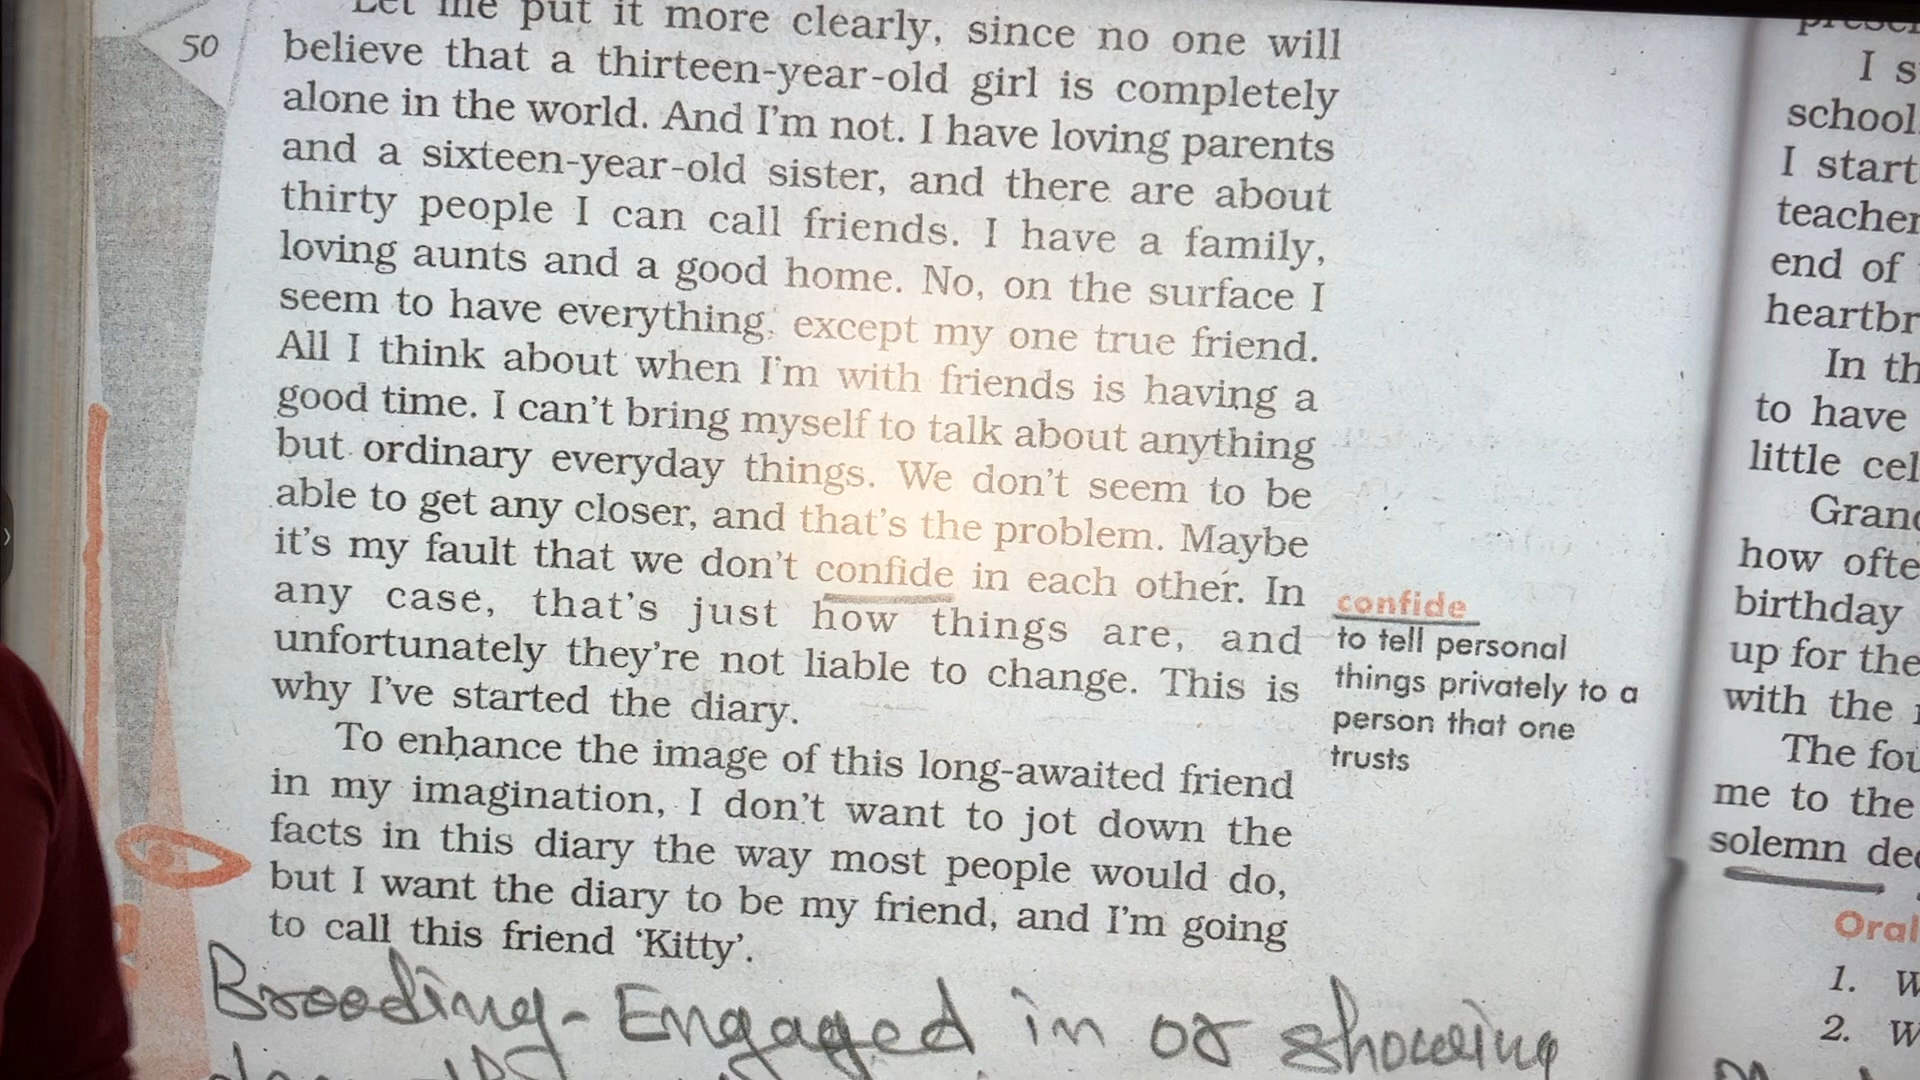 Let me put it more clearly, since no one will
50
believe that a thirteen-year-old girl is completely
alone in the world. And I'm not. I have loving parents
and a sixteen-year-old sister, and there are about
thirty people I can call friends. I have a family,
loving aunts and a good home. No, on the surface I
seem to have everything, except my one true friend.
All I think about when I'm with friends is having a
good time. I can't bring myself to talk about anything
but ordinary everyday things. We don't seem to be
able to get any closer, and that's the problem. Maybe
it's my fault that we don't confide in each other. In
any case, that's just how things are, and
unfortunately they're not liable to change. This is
why I've started the diary.
To enhance the image of this long-awaited friend
in my imagination, I don't want to jot down the
facts in this diary the way most people would do,
but I want the diary to be my friend, and I'm going
to call this friend ‘Kitty’.
confide
to tell personal
things privately to a
person that one
trusts
Brooding - Engaged in or showing
I s
school
I start
teacher
end of
heartbr
In th
to have
little cel
Grand
how ofte
birthday
up for the
with the
The fou
me to the
solemn dec
Oral
1. W
2. W